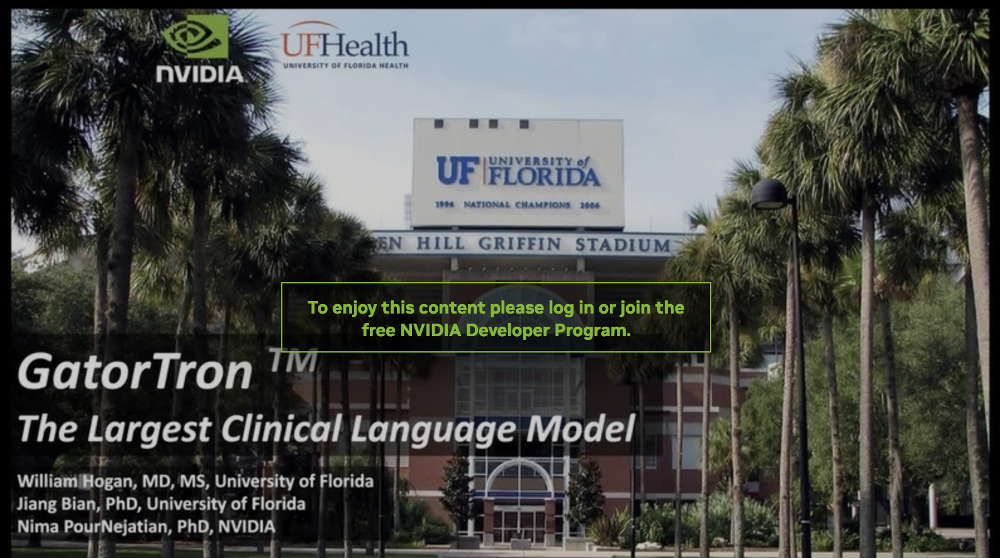 NVIDIA
UFHealth
UNIVERSITY OF FLORIDA HEALTH
UF UNIVERSITY of
FLORIDA
1996 NATIONAL CHAMPIONS 2006
EN HILL GRIFFIN STADIUM
To enjoy this content please log in or join the
free NVIDIA Developer Program.
GatorTron TM
The Largest Clinical Language Model
William Hogan, MD, MS, University of Florida
Jiang Bian, PhD, University of Florida
Nima PourNejatian, PhD, NVIDIA